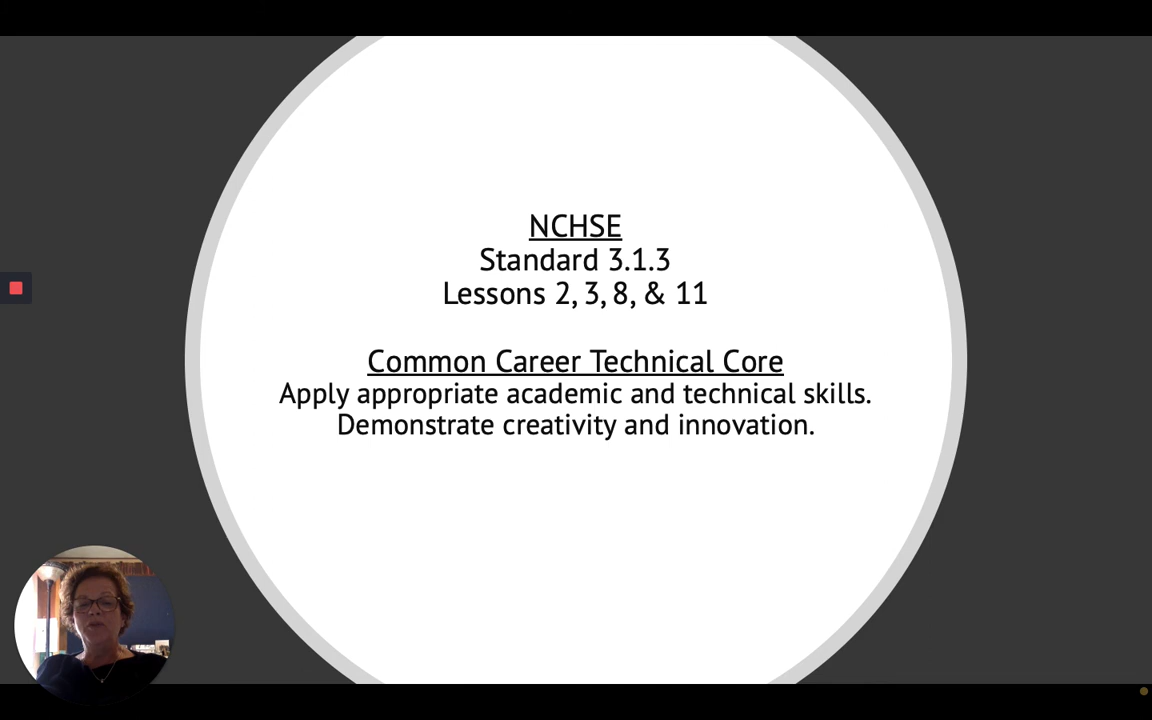 NCHSE
Standard 3.1.3
Lessons 2, 3, 8, & 11
Common Career Technical Core
Apply appropriate academic and technical skills.
Demonstrate creativity and innovation.